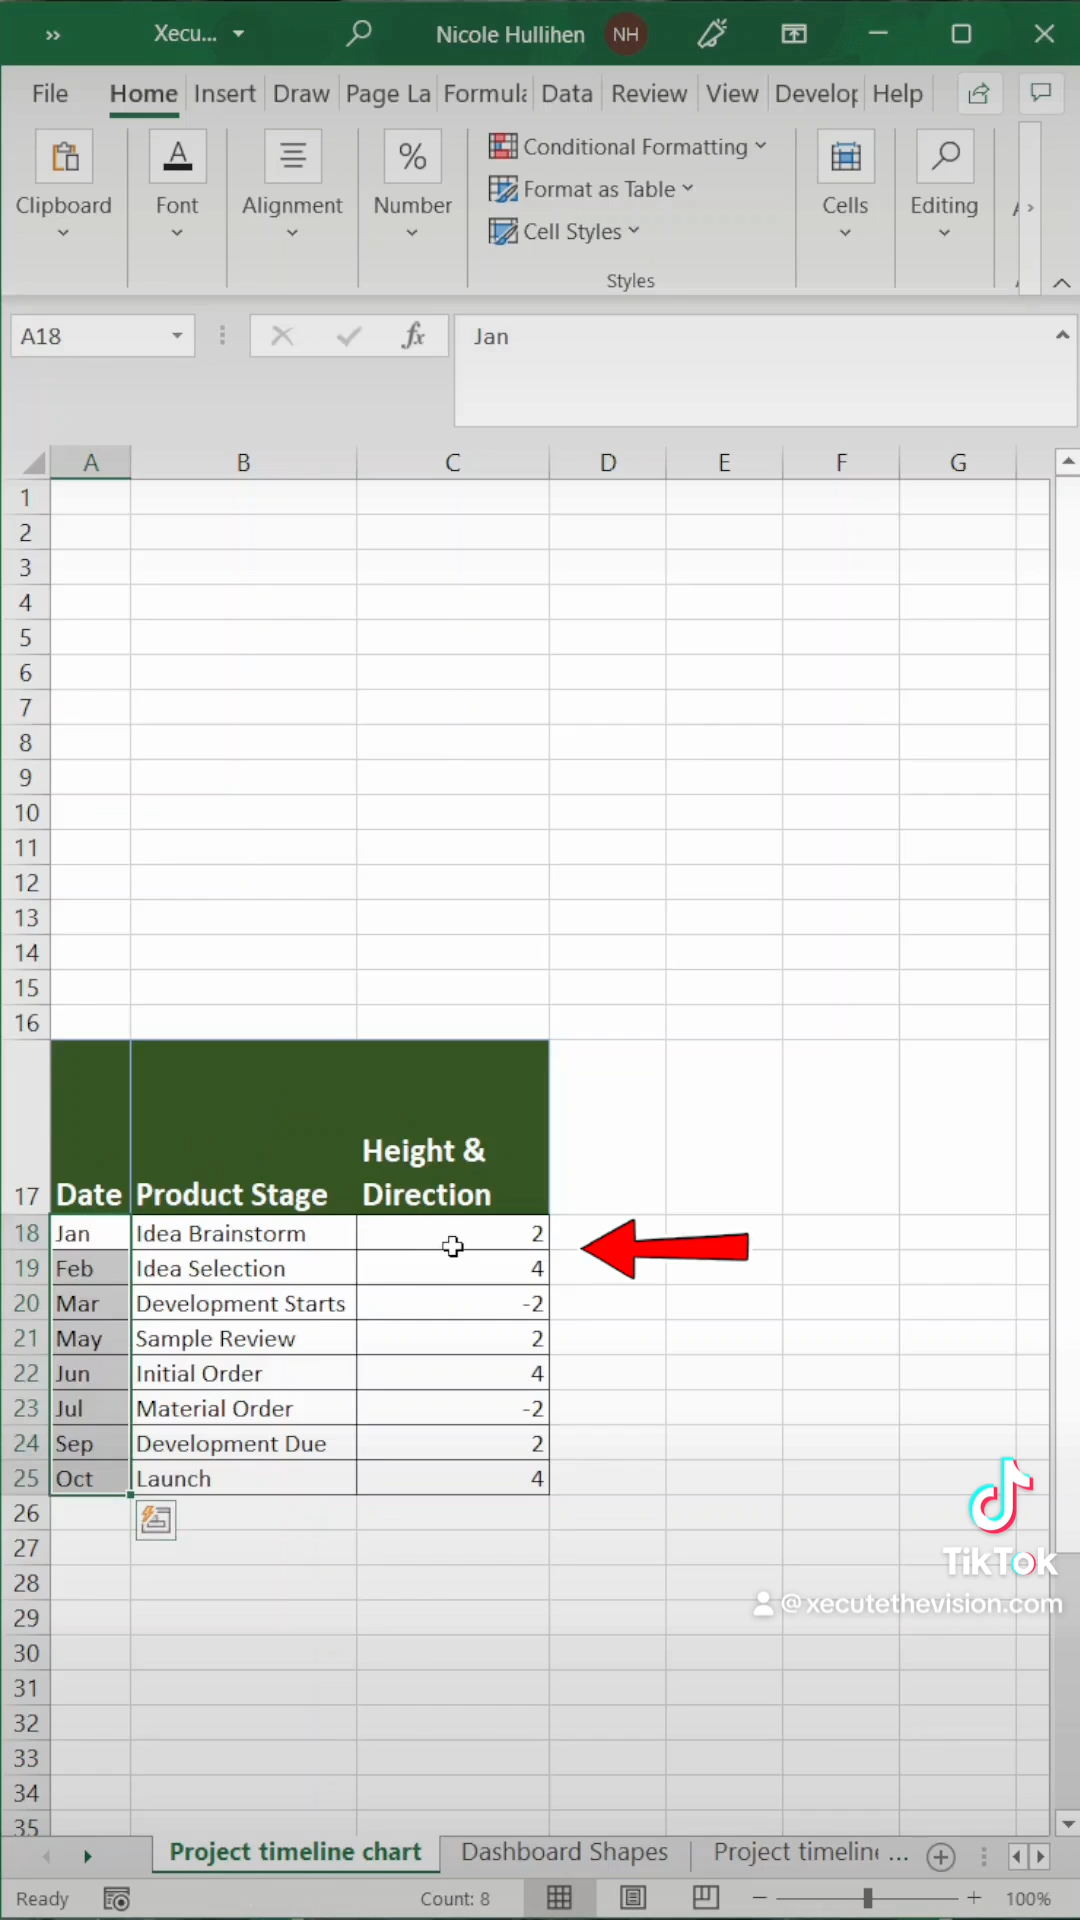 Xecu... Nicole Hullihen NH
File Home Insert Draw Page La Formula Data Review View Develop Help
Conditional Formatting
Format as Table
Cell Styles
Clipboard Font Alignment Number Cells Editing
Styles
A18 fx Jan
A B C D E F G
1
2
3
4
5
6
7
8
9
10
11
12
13
14
15
16
Height &
17 Date Product Stage Direction
18 Jan Idea Brainstorm 2
19 Feb Idea Selection 4
20 Mar Development Starts -2
21 May Sample Review 2
22 Jun Initial Order 4
23 Jul Material Order -2
24 Sep Development Due 2
25 Oct Launch 4
26
27
TikTok
28
@xecutethevision.com
29
30
31
32
33
34
35
Project timeline chart Dashboard Shapes Project timeline ...
Ready Count: 8 100%